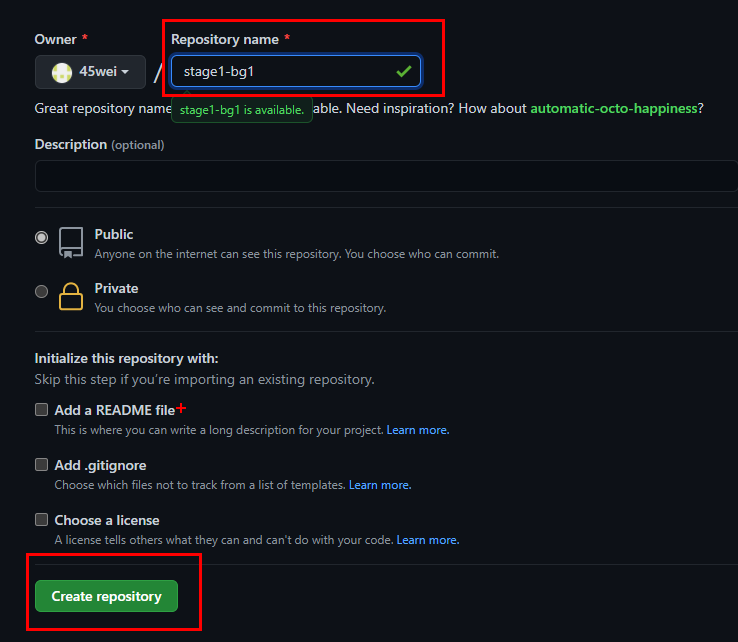 Owner * Repository name *
45wei / stage1-bg1
Great repository name stage1-bg1 is available. able. Need inspiration? How about automatic-octo-happiness?
Description (optional)
Public
Anyone on the internet can see this repository. You choose who can commit.
Private
You choose who can see and commit to this repository.
Initialize this repository with:
Skip this step if you're importing an existing repository.
Add a README file+
This is where you can write a long description for your project. Learn more.
Add .gitignore
Choose which files not to track from a list of templates. Learn more.
Choose a license
A license tells others what they can and can't do with your code. Learn more.
Create repository